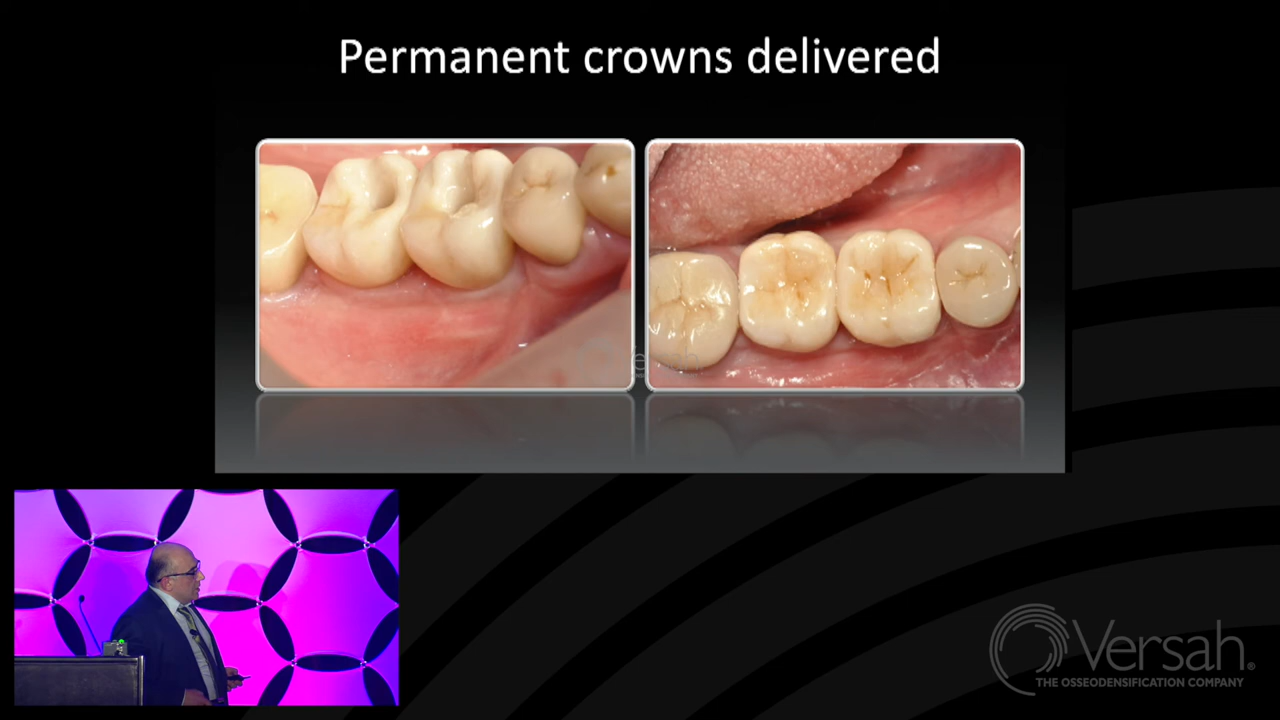 Permanent crowns delivered
Versah®
THE OSSEODENSIFICATION COMPANY